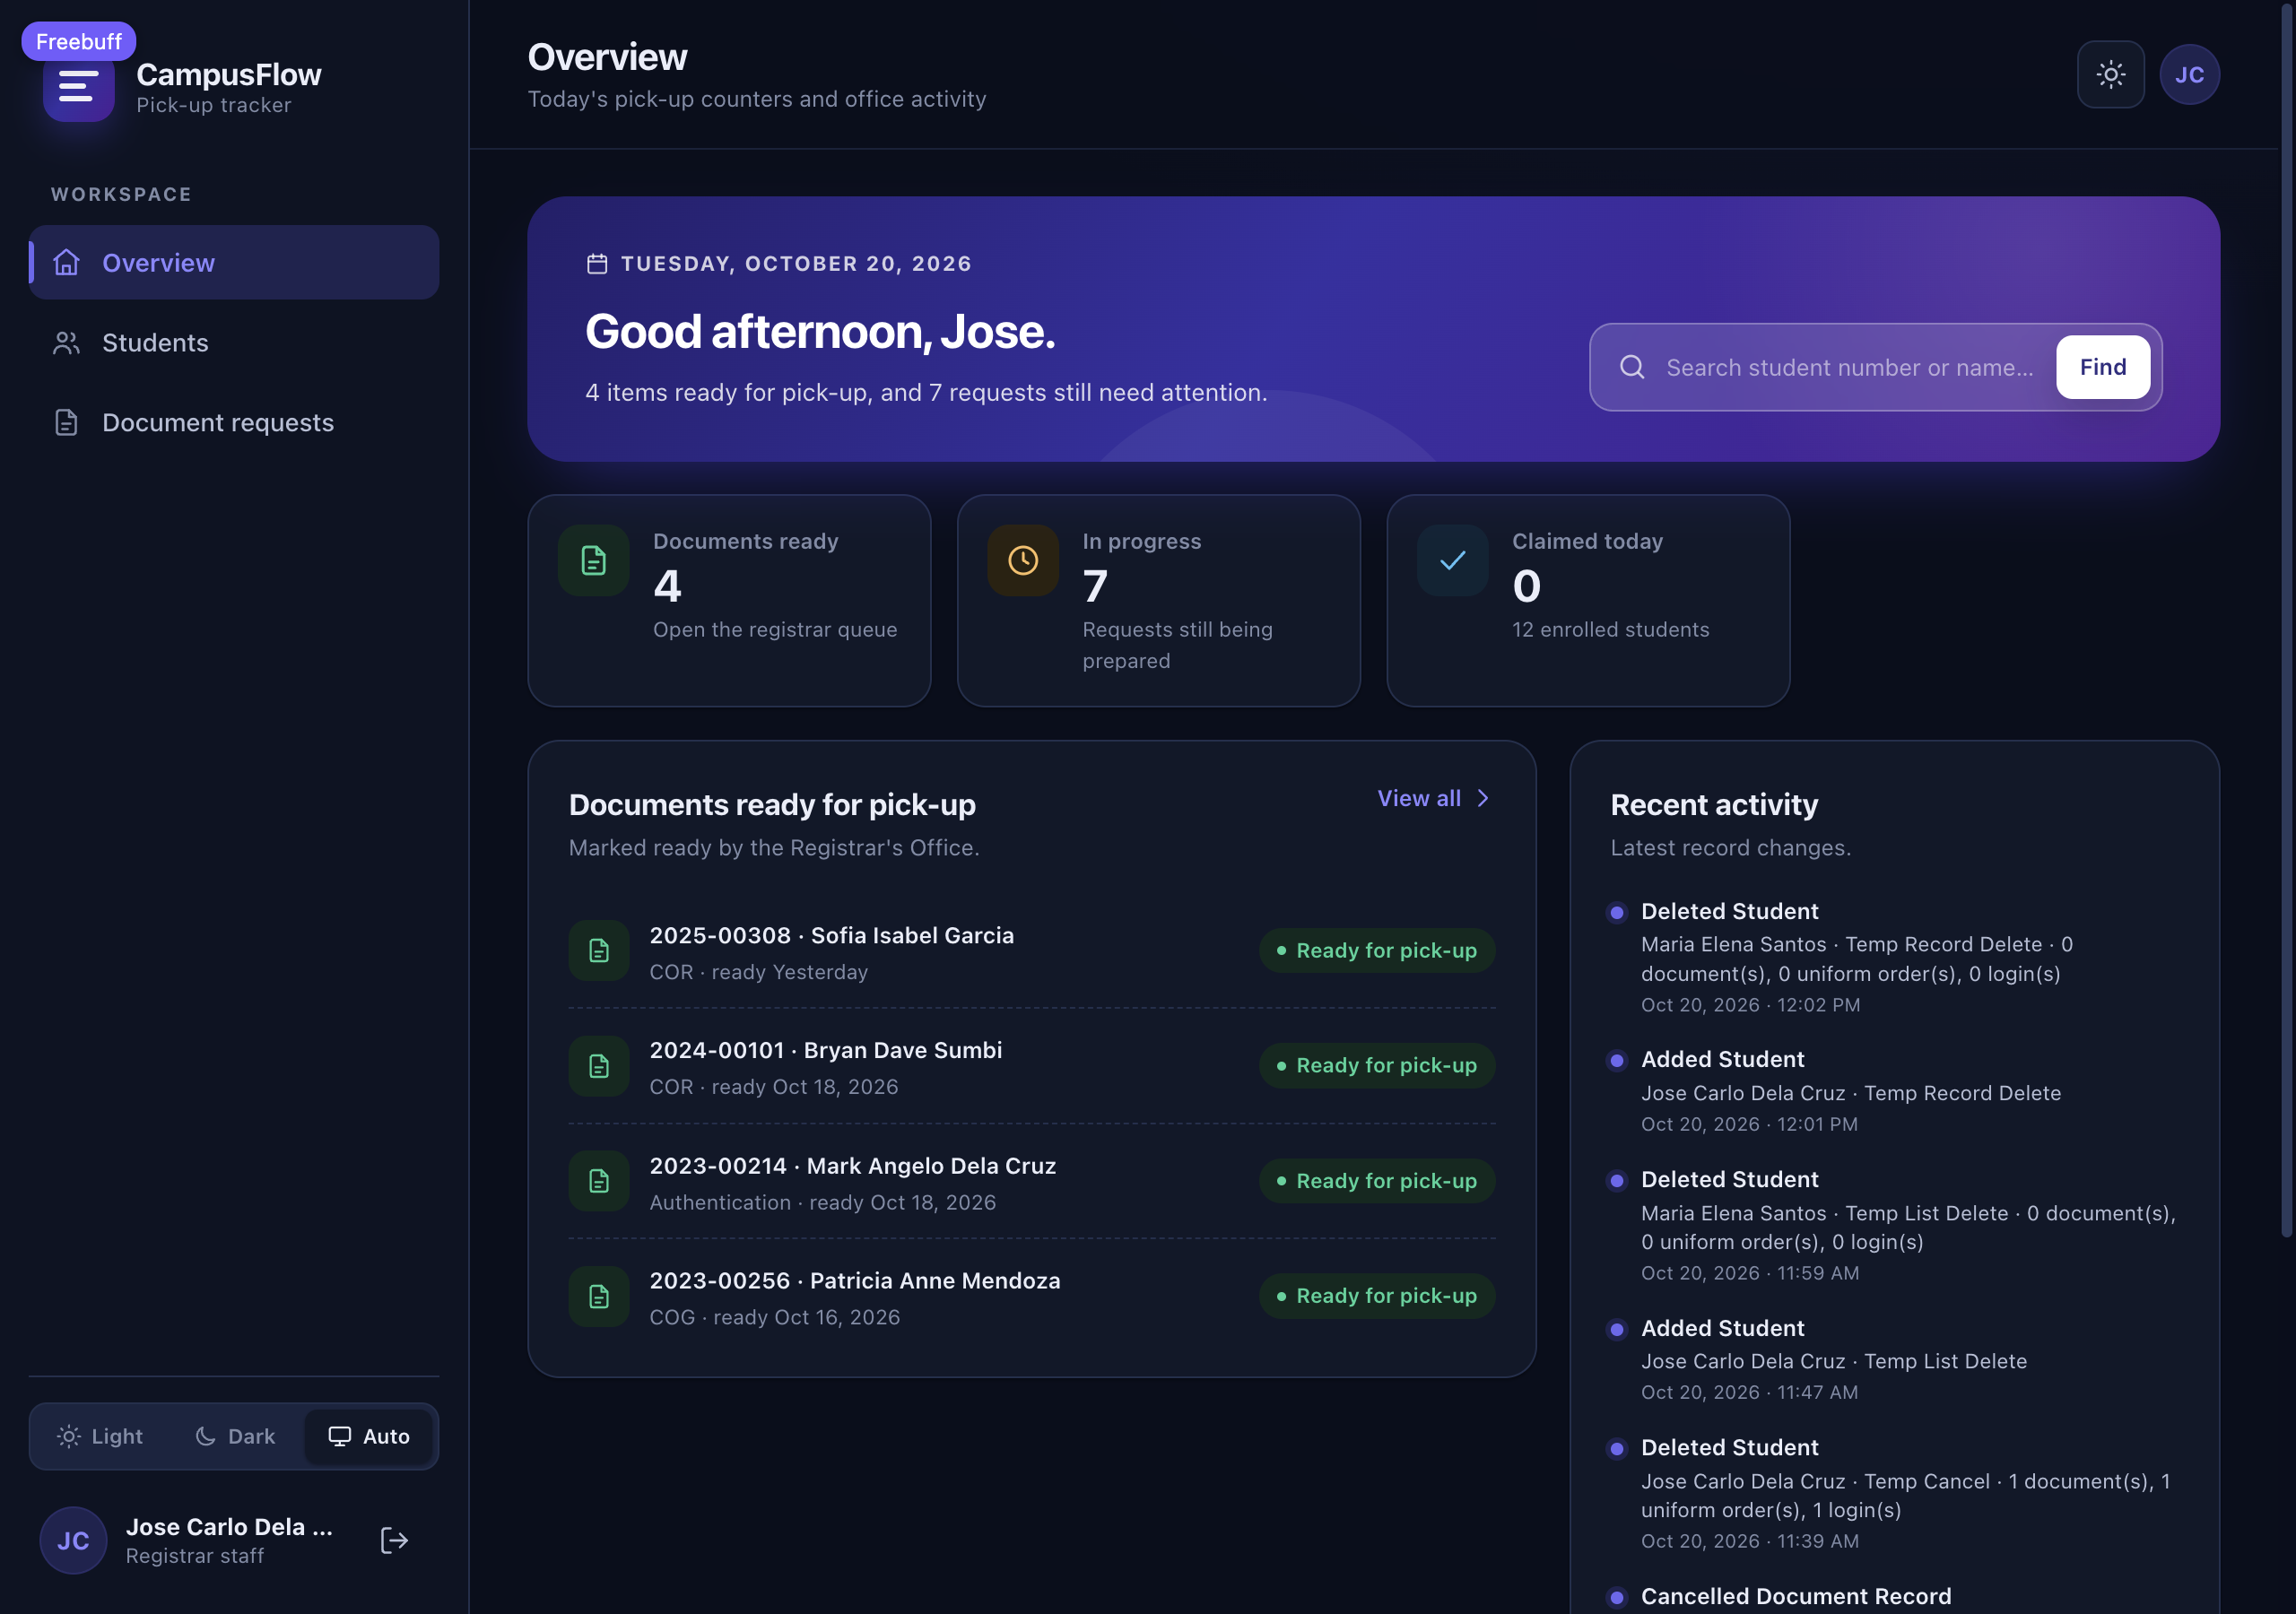 Freebuff
CampusFlow
Pick-up tracker
WORKSPACE
Overview
Students
Document requests
Light
Dark
Auto
JC
Jose Carlo Dela ...
Registrar staff
Overview
Today's pick-up counters and office activity
JC
TUESDAY, OCTOBER 20, 2026
Good afternoon, Jose.
4 items ready for pick-up, and 7 requests still need attention.
Search student number or name...
Find
Documents ready
4
Open the registrar queue
In progress
7
Requests still being
prepared
Claimed today
0
12 enrolled students
Documents ready for pick-up
View all
Marked ready by the Registrar's Office.
2025-00308 · Sofia Isabel Garcia
COR · ready Yesterday
Ready for pick-up
2024-00101 · Bryan Dave Sumbi
COR · ready Oct 18, 2026
Ready for pick-up
2023-00214 · Mark Angelo Dela Cruz
Authentication · ready Oct 18, 2026
Ready for pick-up
2023-00256 · Patricia Anne Mendoza
COG · ready Oct 16, 2026
Ready for pick-up
Recent activity
Latest record changes.
Deleted Student
Maria Elena Santos · Temp Record Delete · 0
document(s), 0 uniform order(s), 0 login(s)
Oct 20, 2026 · 12:02 PM
Added Student
Jose Carlo Dela Cruz · Temp Record Delete
Oct 20, 2026 · 12:01 PM
Deleted Student
Maria Elena Santos · Temp List Delete · 0 document(s),
0 uniform order(s), 0 login(s)
Oct 20, 2026 · 11:59 AM
Added Student
Jose Carlo Dela Cruz · Temp List Delete
Oct 20, 2026 · 11:47 AM
Deleted Student
Jose Carlo Dela Cruz · Temp Cancel · 1 document(s), 1
uniform order(s), 1 login(s)
Oct 20, 2026 · 11:39 AM
Cancelled Document Record